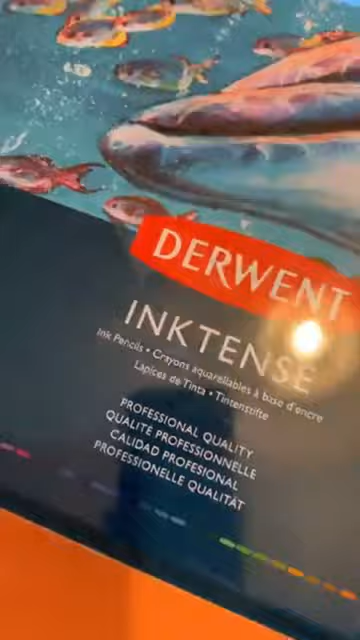 DERWENT
INKTENSE
Ink Pencils • Crayons aquarellables à base d'encre
Lapices de Tinta • Tintenstifte
PROFESSIONAL QUALITY
QUALITÉ PROFESSIONNELLE
CALIDAD PROFESIONAL
PROFESSIONELLE QUALITÄT